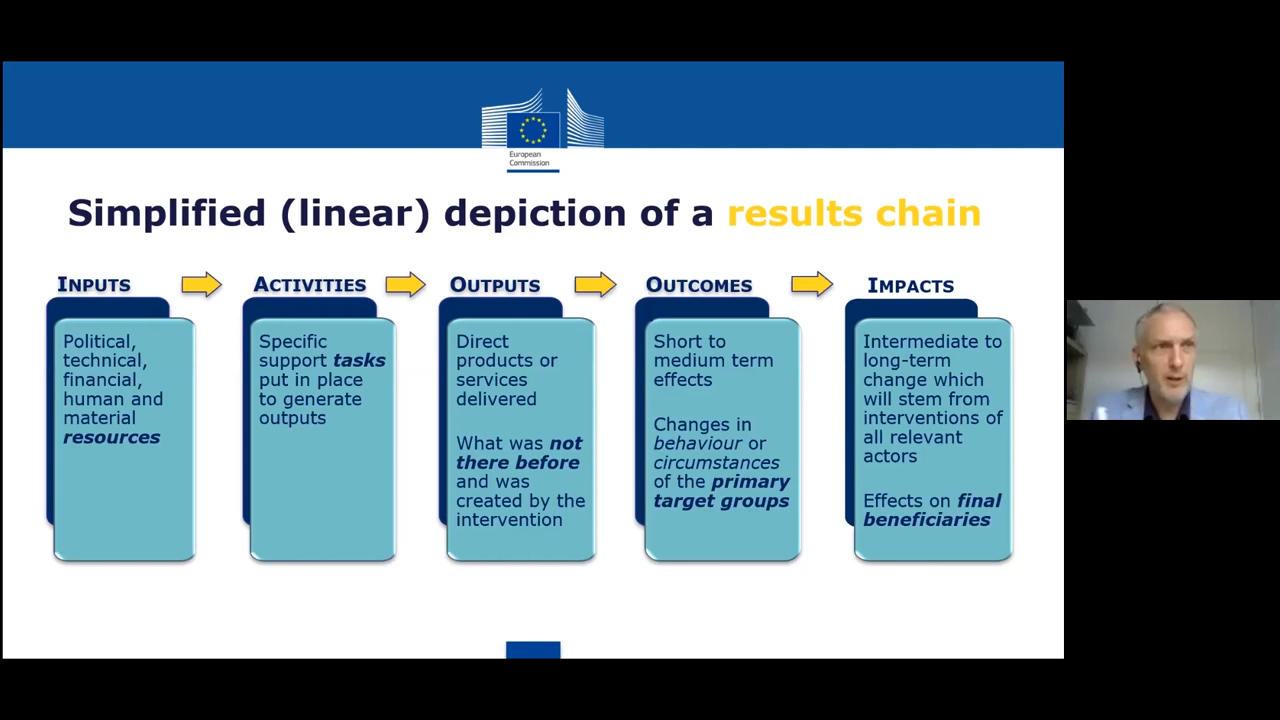 European
Commission
Simplified (linear) depiction of a results chain
INPUTS
Political,
technical,
financial,
human and
material
resources
ACTIVITIES
Specific
support tasks
put in place
to generate
outputs
OUTPUTS
Direct
products or
services
delivered
What was not
there before
and was
created by the
intervention
OUTCOMES
Short to
medium term
effects
Changes in
behaviour or
circumstances
of the primary
target groups
IMPACTS
Intermediate to
long-term
change which
will stem from
interventions of
all relevant
actors
Effects on final
beneficiaries